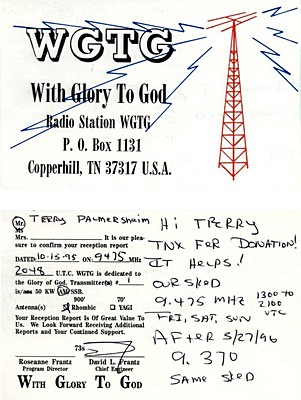 WGTG
With Glory To God
Radio Station WGTG
P. O. Box 1131
Copperhill, TN 37317 U.S.A.
Mr. TERRY PALMERSHEIM
Ms
Mrs. It is our plea-
sure to confirm your reception report
DATED 10-15-95 ON: 9475 MHz
2048 U.T.C. WGTG is dedicated to
the Glory of God. Transmitter(s) # 1
is/are 50 KW AM SSB.
900' 70'
Antenna(s) Rhombic YAGI
Your Reception Report Is Of Great Value To
Us. We Look Forward Receiving Additional
Reports and Your Continued Support.
73s
Roseanne Frantz David L. Frantz
Program Director Chief Engineer
WITH GLORY TO GOD
Hi TERRY
TNX FOR DONATION!
IT HELPS!
OUR SKED
9.475 MHZ 1300 TO
2100
UTC
FRI, SAT, SUN
AFTER 5/27/96
9.370
SAME SKED